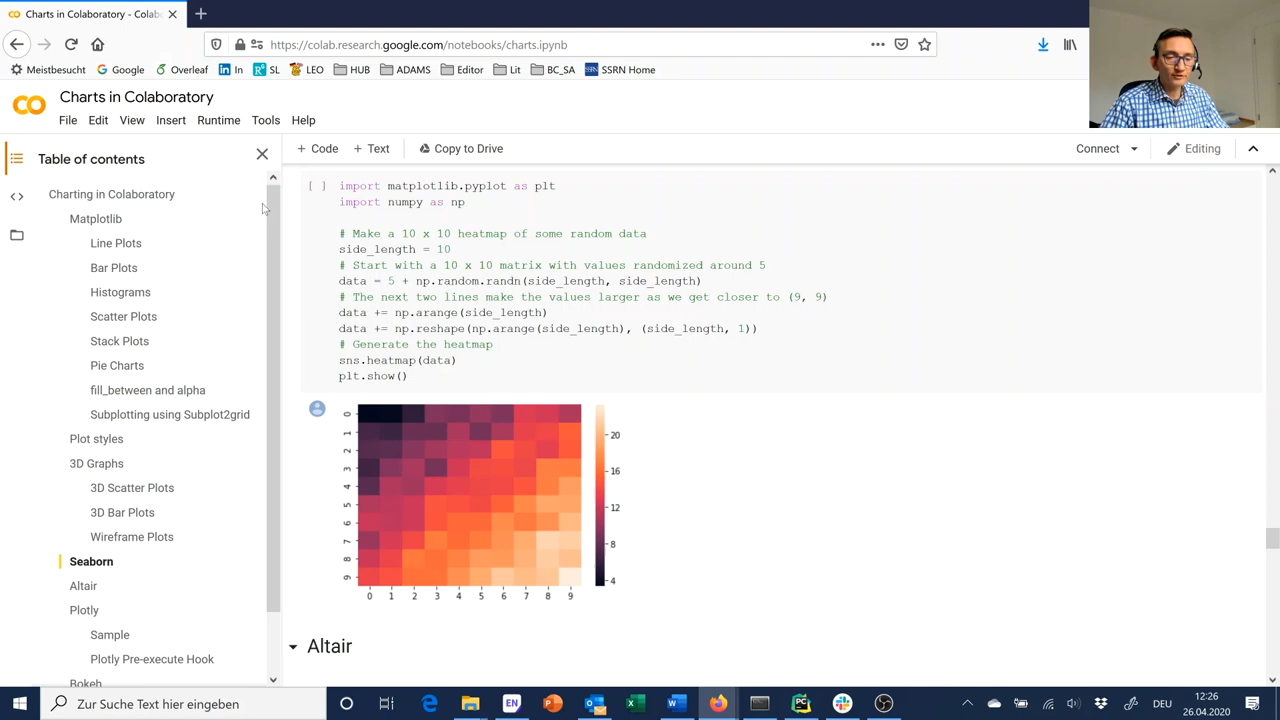 Charts in Colaboratory - Colab
https://colab.research.google.com/notebooks/charts.ipynb
Meistbesucht Google Overleaf In SL LEO HUB ADAMS Editor Lit BC_SA SSRN Home
Charts in Colaboratory
File Edit View Insert Runtime Tools Help
Table of contents
+ Code + Text Copy to Drive Connect Editing
Charting in Colaboratory
Matplotlib
Line Plots
Bar Plots
Histograms
Scatter Plots
Stack Plots
Pie Charts
fill_between and alpha
Subplotting using Subplot2grid
Plot styles
3D Graphs
3D Scatter Plots
3D Bar Plots
Wireframe Plots
Seaborn
Altair
Plotly
Sample
Plotly Pre-execute Hook
Bokeh
[ ] import matplotlib.pyplot as plt
import numpy as np
# Make a 10 x 10 heatmap of some random data
side_length = 10
# Start with a 10 x 10 matrix with values randomized around 5
data = 5 + np.random.randn(side_length, side_length)
# The next two lines make the values larger as we get closer to (9, 9)
data += np.arange(side_length)
data += np.reshape(np.arange(side_length), (side_length, 1))
# Generate the heatmap
sns.heatmap(data)
plt.show()
0
1
2
3
4
5
6
7
8
9
0 1 2 3 4 5 6 7 8 9
20
16
12
8
4
Altair
Zur Suche Text hier eingeben
EN
DEU
12:26
26.04.2020